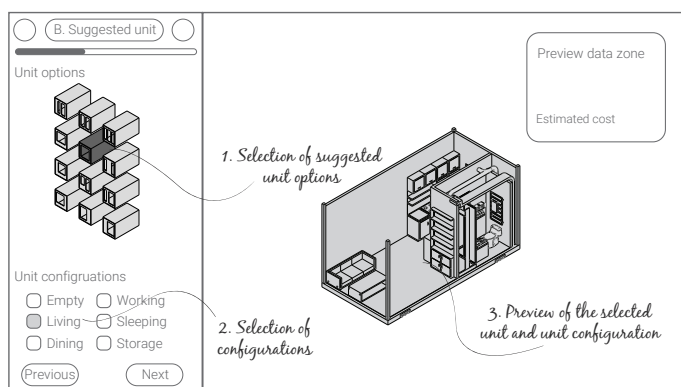 B. Suggested unit
Unit options
1. Selection of suggested
unit options
Unit configruations
Empty
Working
Living
Sleeping
Dining
Storage
2. Selection of
configurations
Previous
Next
Preview data zone
Estimated cost
3. Preview of the selected
unit and unit configuration